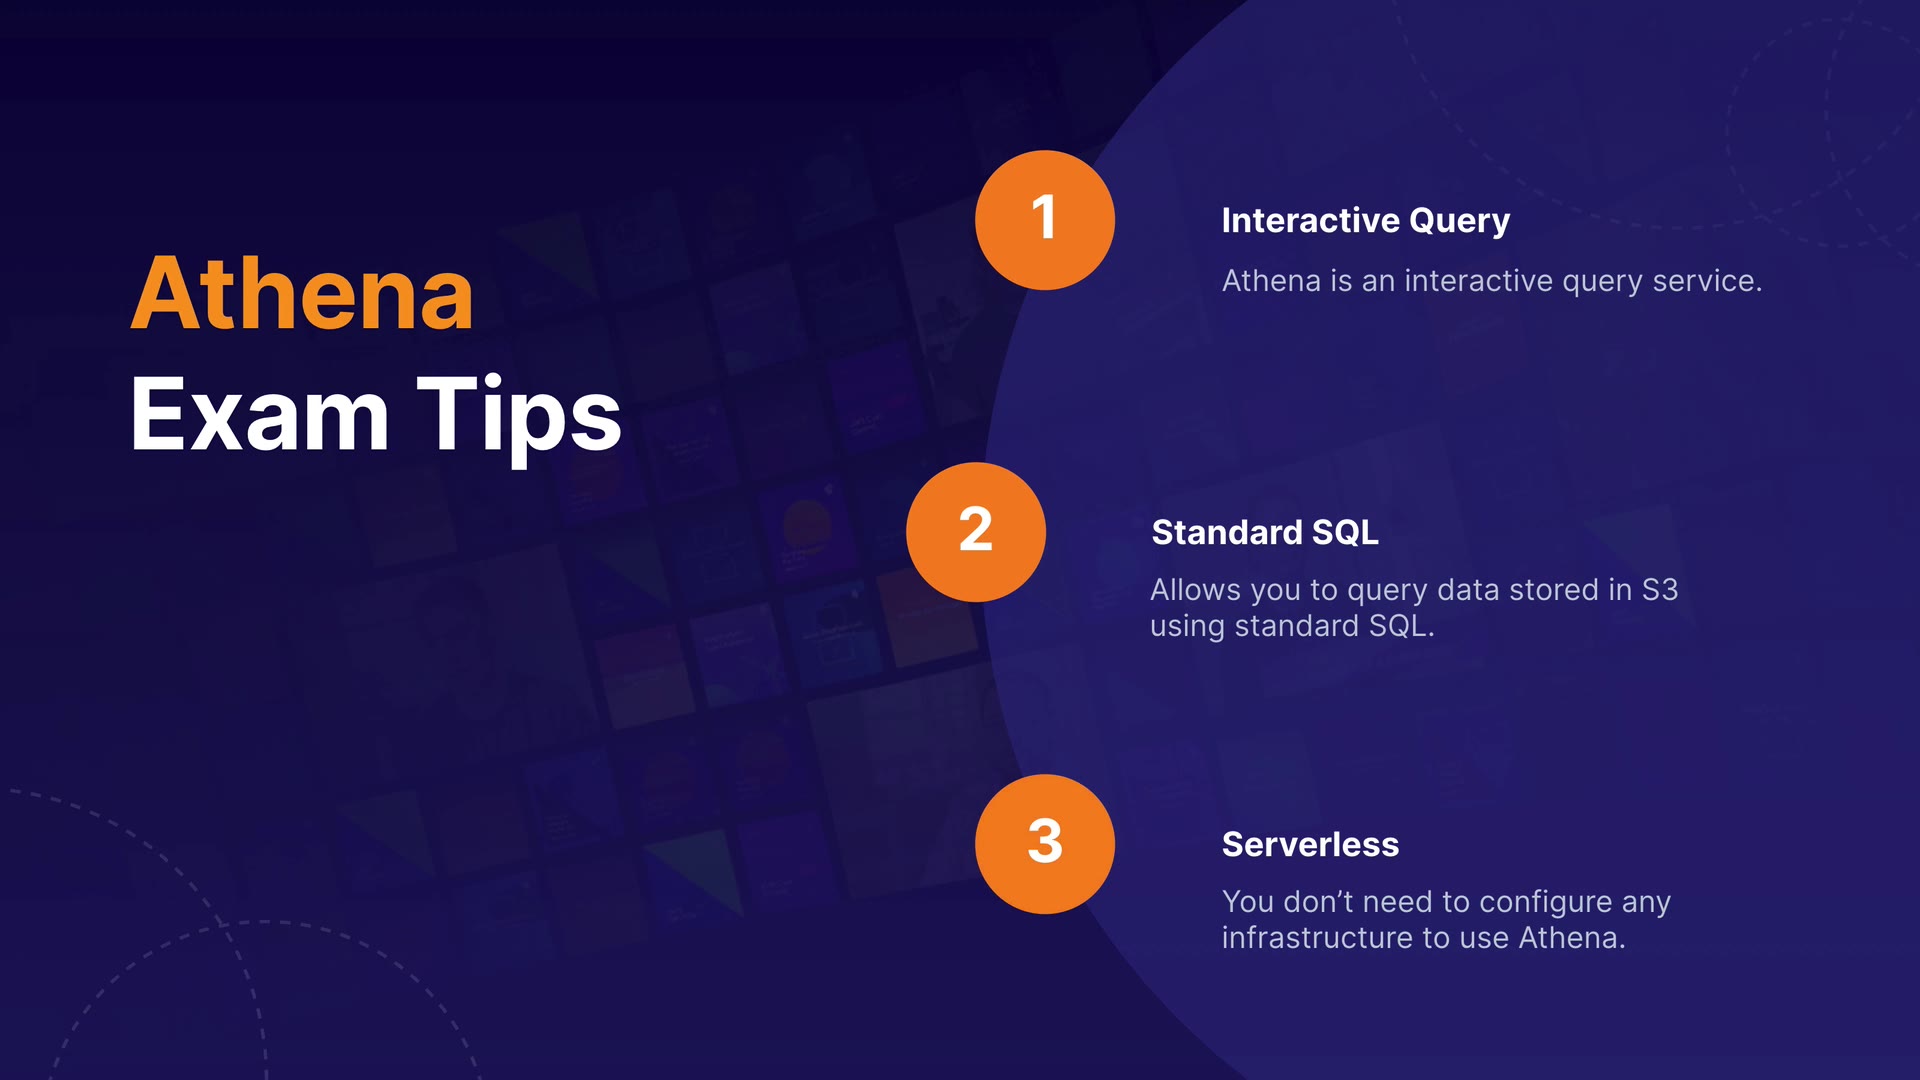 Athena
Exam Tips
1
Interactive Query
Athena is an interactive query service.
2
Standard SQL
Allows you to query data stored in S3
using standard SQL.
3
Serverless
You don’t need to configure any
infrastructure to use Athena.